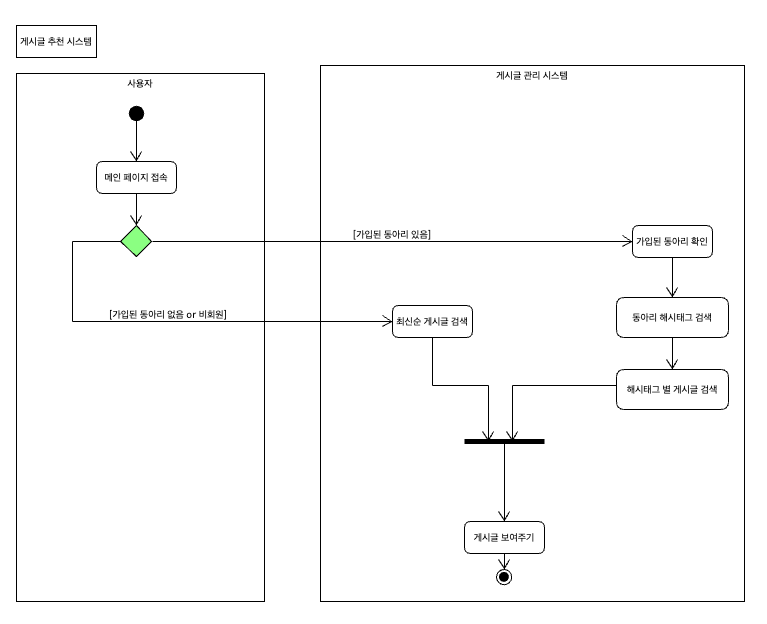 게시글 추천 시스템
사용자
게시글 관리 시스템
메인 페이지 접속
[가입된 동아리 있음]
가입된 동아리 확인
[가입된 동아리 없음 or 비회원]
최신순 게시글 검색
동아리 해시태그 검색
해시태그 별 게시글 검색
게시글 보여주기